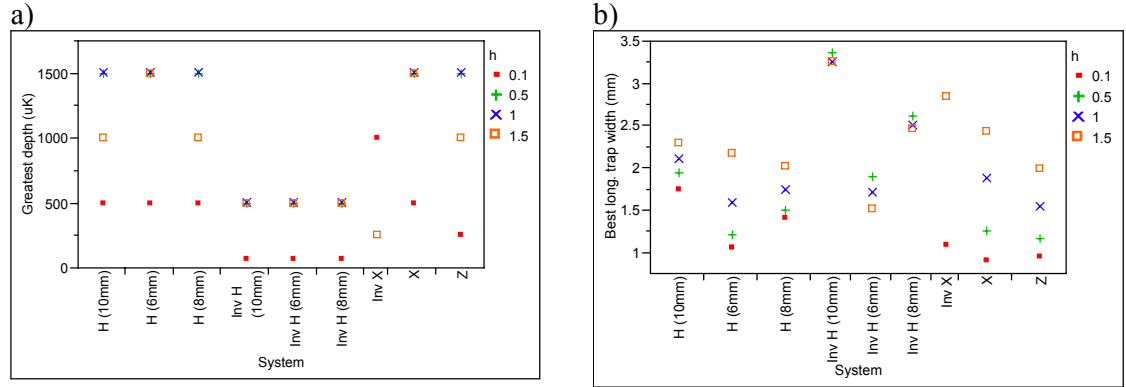 a)
Greatest depth (uK)
1500
1000
500
0
h
0.1
0.5
1
1.5
H (10mm)
H (6mm)
H (8mm)
Inv H
(10mm)
Inv H (6mm)
Inv H (8mm)
Inv X
X
Z
System
b)
Best long. trap width (mm)
3.5
3
2.5
2
1.5
1
h
0.1
0.5
1
1.5
H (10mm)
H (6mm)
H (8mm)
Inv H (10mm)
Inv H (6mm)
Inv H (8mm)
Inv X
X
Z
System